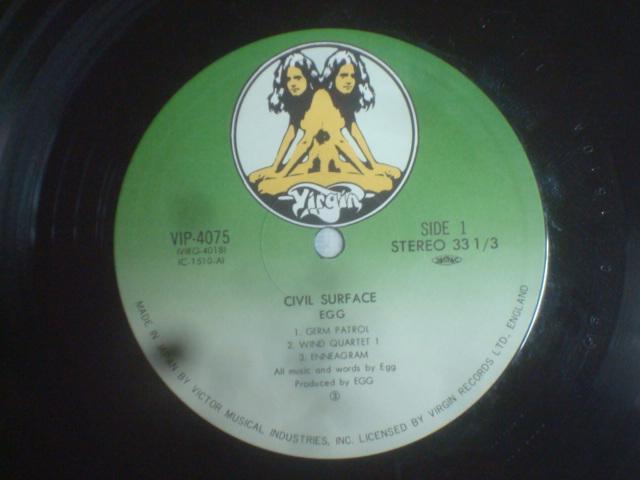 Virgin
VIP-4075
(VIRG-4018)
(C-1510-A)
SIDE 1
STEREO 33 1/3
CIVIL SURFACE
EGG
1. GERM PATROL
2. WIND QUARTET 1
3. ENNEAGRAM
All music and words by Egg
Produced by EGG
③
MADE IN JAPAN BY VICTOR MUSICAL INDUSTRIES, INC. LICENSED BY VIRGIN RECORDS LTD. ENGLAND